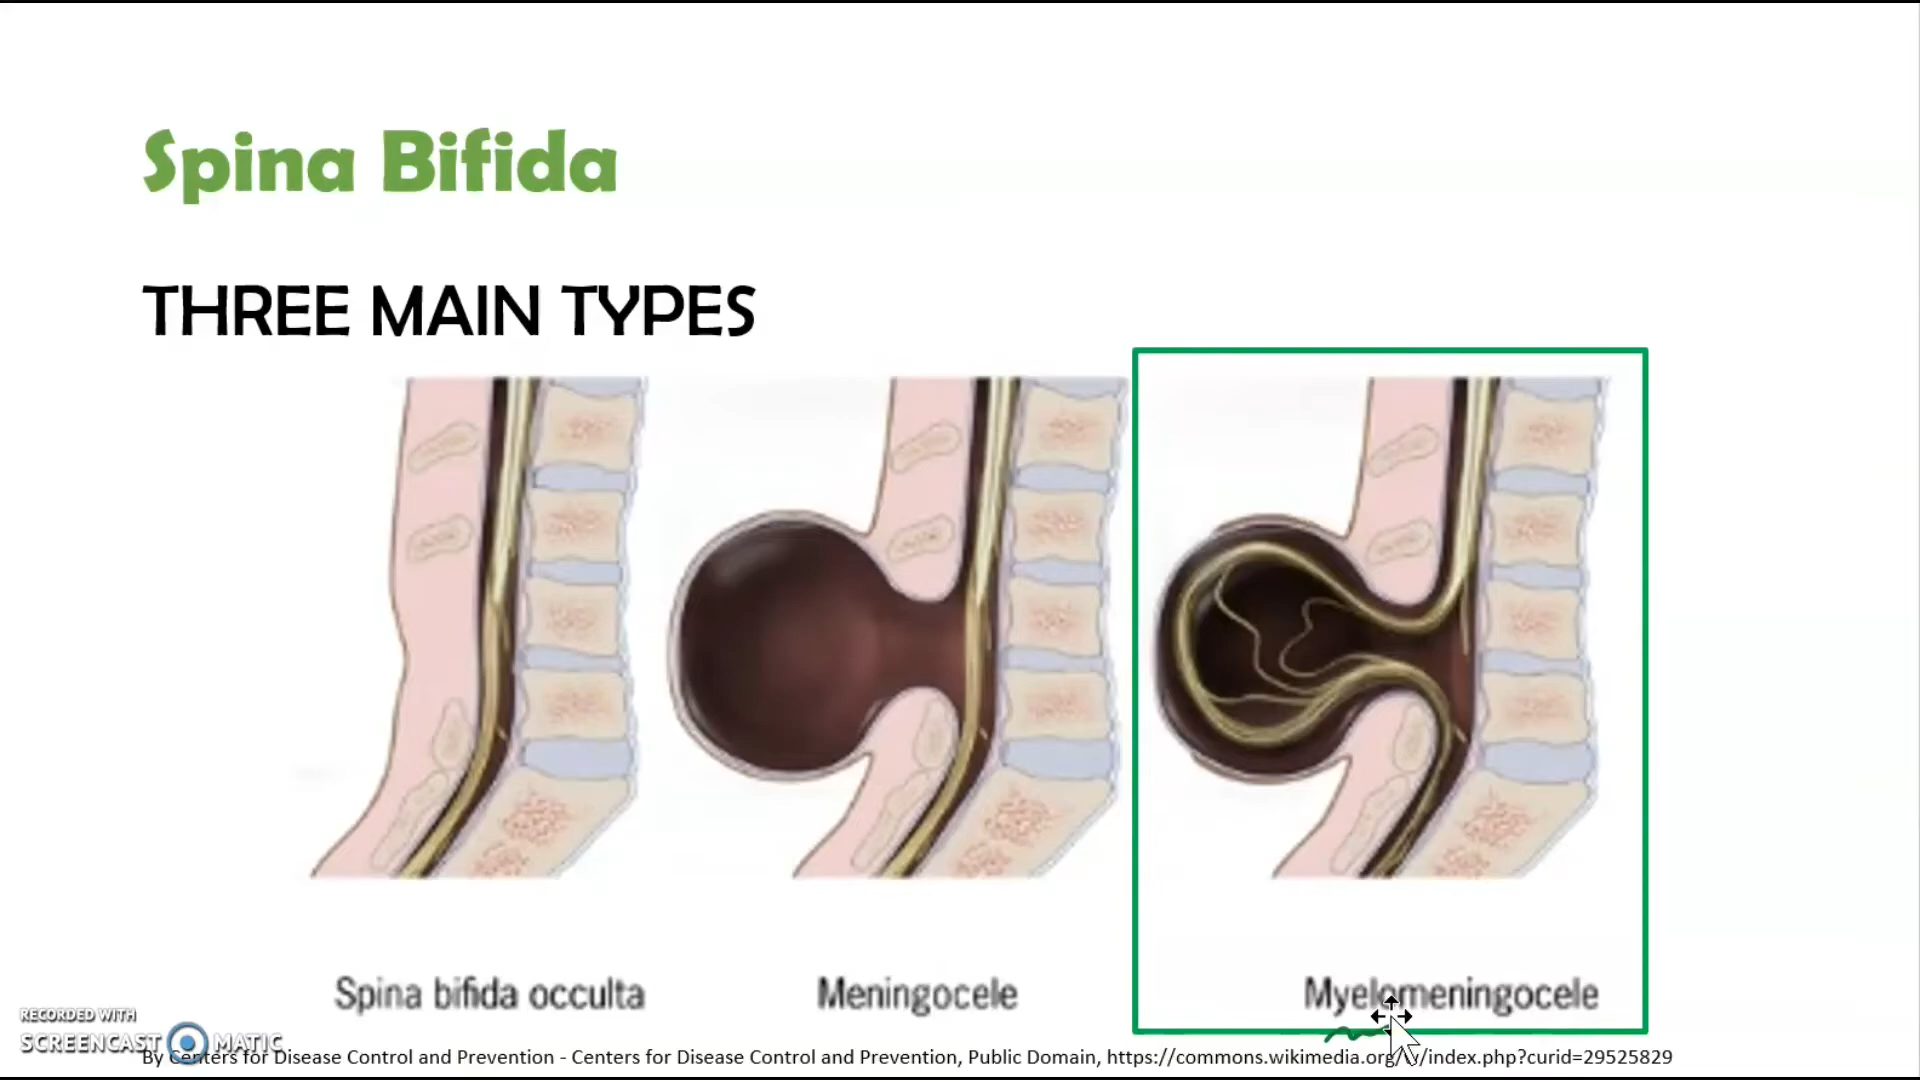 Spina Bifida
THREE MAIN TYPES
Spina bifida occulta
Meningocele
Myelomeningocele
RECORDED WITH
SCREENCAST MATIC
By Centers for Disease Control and Prevention - Centers for Disease Control and Prevention, Public Domain, https://commons.wikimedia.org/w/index.php?curid=29525829